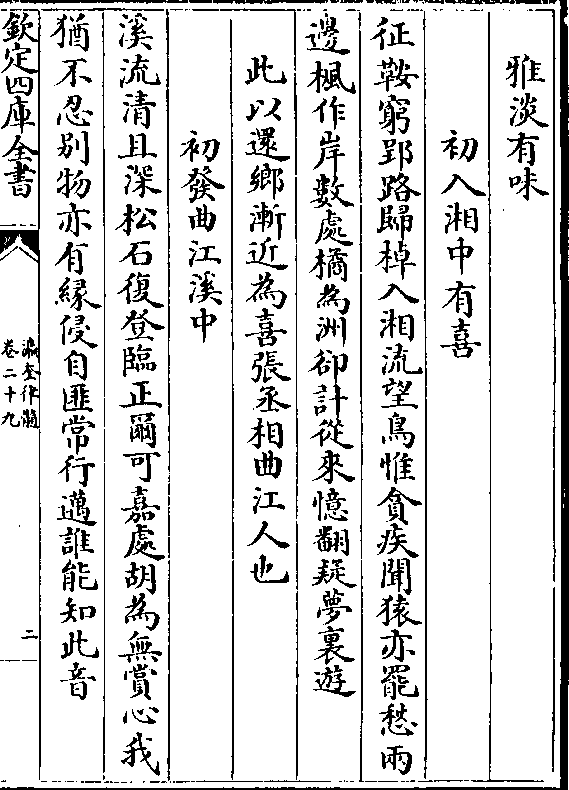 雅淡有味
初入湘中有喜
征鞍窮郢路歸棹入湘流望鳥惟貪疾聞猿亦罷愁兩
邊楓作岸數處橘為洲卻計從來憶翻疑夢裏遊
此以還鄉漸近為喜張丞相曲江人也
初發曲江溪中
溪流清且深松石復登臨正爾可嘉處胡為無賞心我
猶不忍別物亦有緣侵自匪常行邁誰能知此音
欽定四庫全書
瀛奎律髓
卷二十九
二